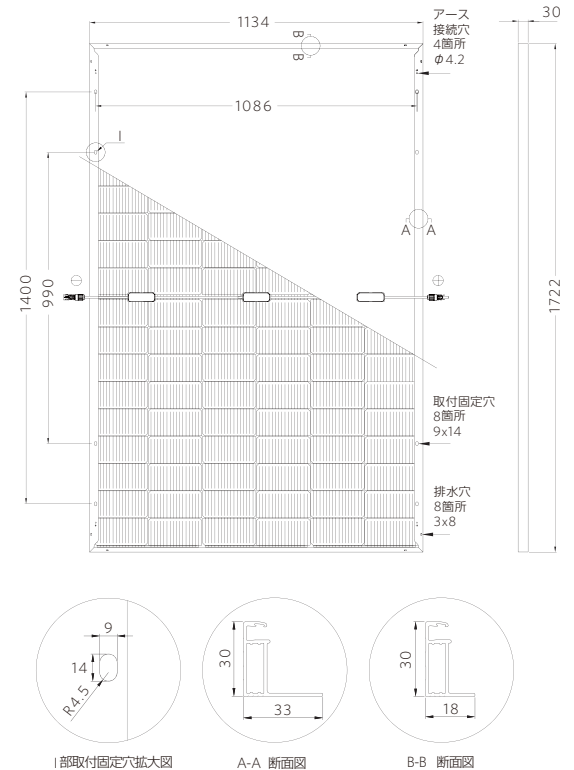 1134
30
B
B
アース
接続穴
4箇所
φ4.2
1086
I
A A
1400
990
1722
取付固定穴
8箇所
9x14
排水穴
8箇所
3x8
9
14
R4.5
30
33
30
18
I部取付固定穴拡大図
A-A 断面図
B-B 断面図